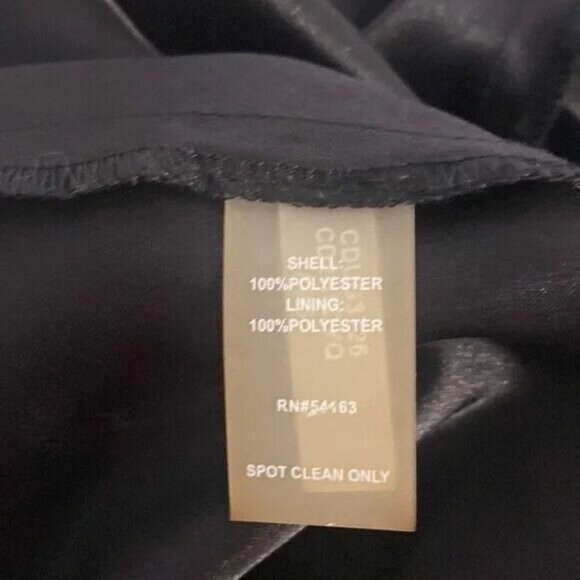 SHELL:
100%POLYESTER
LINING:
100%POLYESTER
RN#54163
SPOT CLEAN ONLY